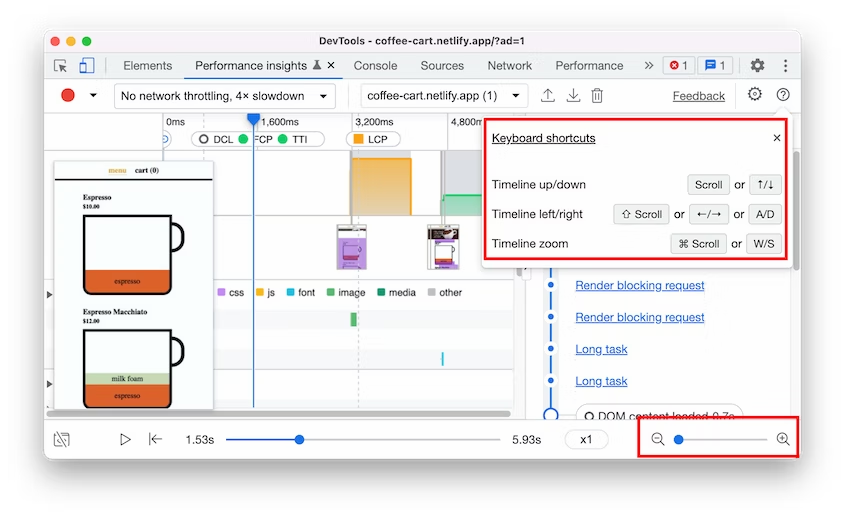 DevTools - coffee-cart.netlify.app/?ad=1
Elements Performance insights Console Sources Network Performance » 1 1
No network throttling, 4× slowdown coffee-cart.netlify.app (1) Feedback
0ms 1,600ms 3,200ms 4,800m
DCL FCP TTI LCP
Keyboard shortcuts
Timeline up/down Scroll or ↑/↓
Timeline left/right ⇧ Scroll or ←/→ or A/D
Timeline zoom ⌘ Scroll or W/S
menu cart (0)
Espresso
$10.00
espresso
Espresso Macchiato
$12.00
milk foam
espresso
css js font image media other
Render blocking request
Render blocking request
Long task
Long task
DOM content loaded 0.7s
1.53s 5.93s x1